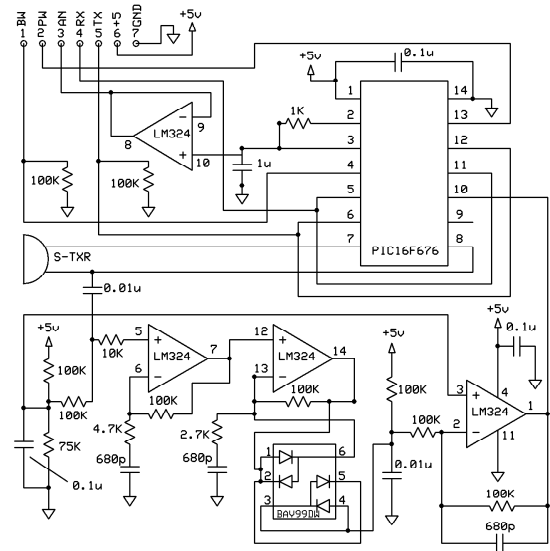 BW PW AN RX TX +5 GND
1 2 3 4 5 6 7
+5v
+5v
0.1u
1 14
2 13
3 12
4 11
5 10
6 9
7 8
PIC16F676
1K
LM324
8 9 10
1u
100K
100K
S-TXR
0.01u
+5v
100K
100K
75K
0.1u
10K
5 7
6
LM324
100K
4.7K
680p
12 14
13
LM324
100K
2.7K
680p
1 6
2 5
3 4
BAV99DW
+5v
100K
100K
0.01u
+5v
0.1u
3 4
LM324 1
2 11
100K
680p